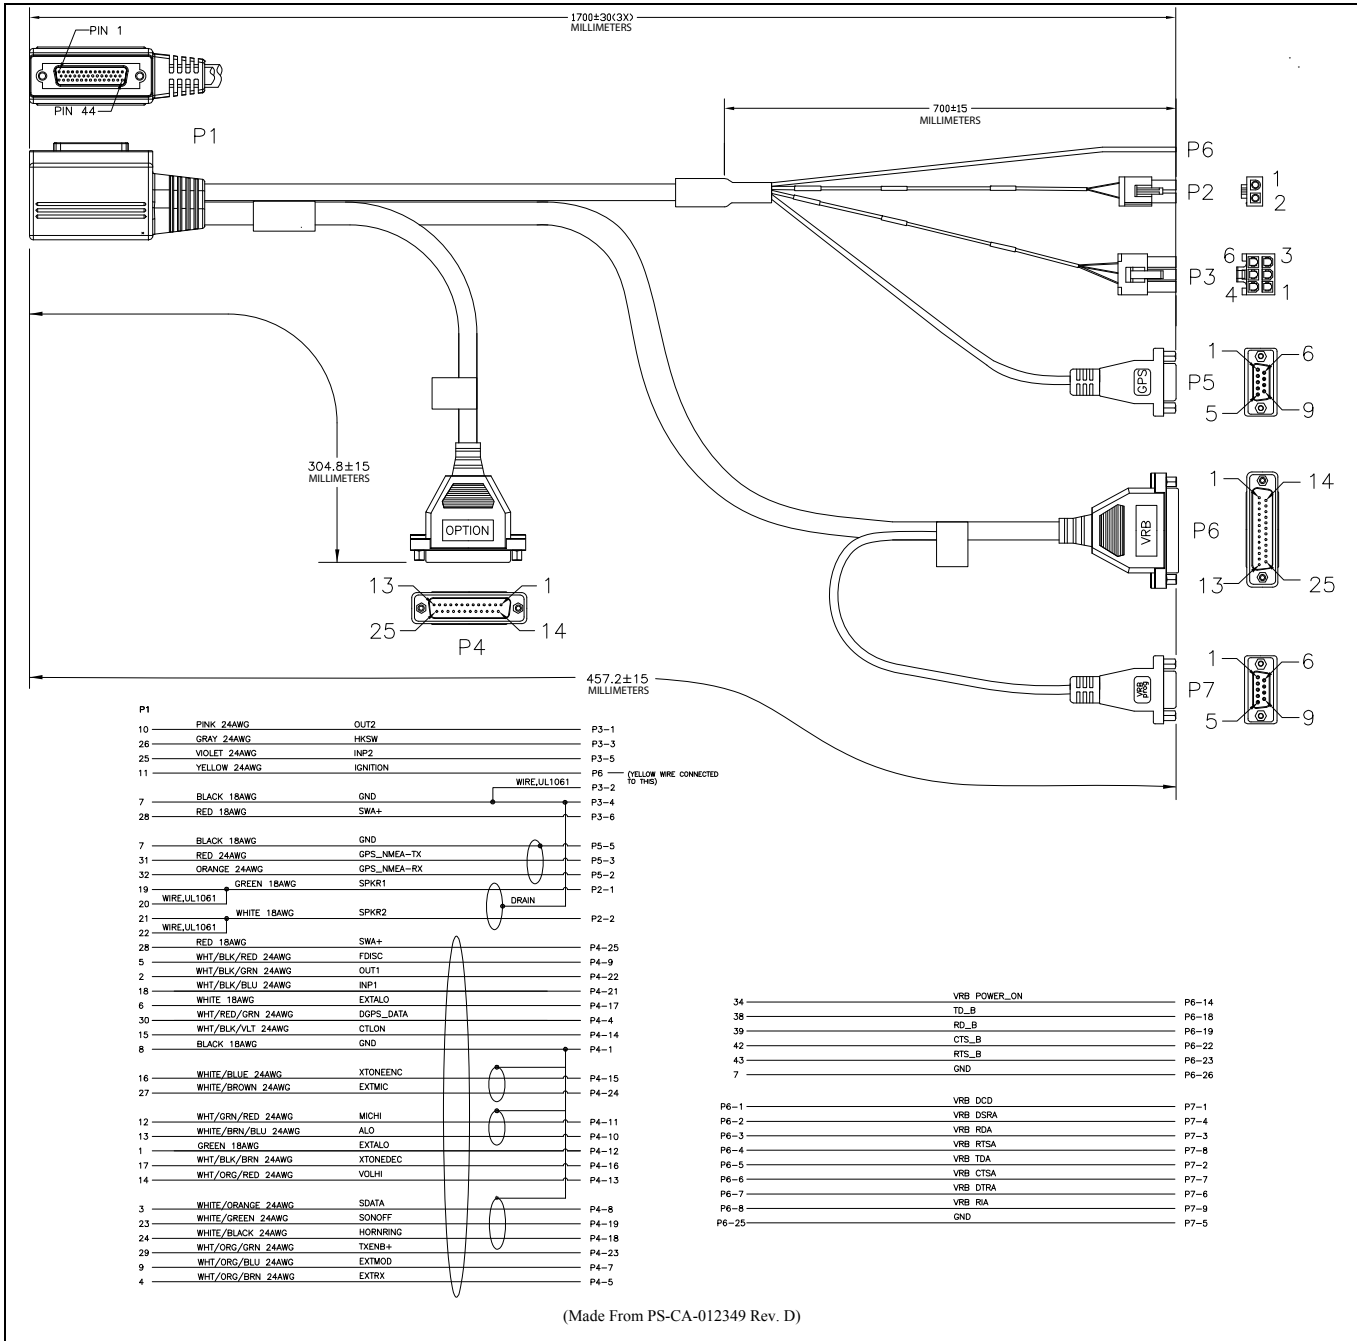 1700±30(3X)
MILLIMETERS
PIN 1
PIN 44
P1
700±15
MILLIMETERS
P6
P2
1
2
6
3
P3
4
1
GPS
P5
1
6
5
9
304.8±15
MILLIMETERS
OPTION
13
1
25
14
P4
VRB
P6
1
14
13
25
VRB
prog
P7
1
6
5
9
457.2±15
MILLIMETERS
P1
10 PINK 24AWG OUT2 P3-1
26 GRAY 24AWG HKSW P3-3
25 VIOLET 24AWG INP2 P3-5
11 YELLOW 24AWG IGNITION P6 (YELLOW WIRE CONNECTED
TO THIS)
WIRE,UL1061 P3-2
7 BLACK 18AWG GND P3-4
28 RED 18AWG SWA+ P3-6
7 BLACK 18AWG GND P5-5
31 RED 24AWG GPS_NMEA-TX P5-3
32 ORANGE 24AWG GPS_NMEA-RX P5-2
19 GREEN 18AWG SPKR1 P2-1
20 WIRE,UL1061 DRAIN
21 WHITE 18AWG SPKR2 P2-2
22 WIRE,UL1061
28 RED 18AWG SWA+ P4-25
5 WHT/BLK/RED 24AWG FDISC P4-9
2 WHT/BLK/GRN 24AWG OUT1 P4-22
18 WHT/BLK/BLU 24AWG INP1 P4-21
6 WHITE 18AWG EXTALO P4-17
30 WHT/RED/GRN 24AWG DGPS_DATA P4-4
15 WHT/BLK/VLT 24AWG CTLON P4-14
8 BLACK 18AWG GND P4-1
16 WHITE/BLUE 24AWG XTONEENC P4-15
27 WHITE/BROWN 24AWG EXTMIC P4-24
12 WHT/GRN/RED 24AWG MICHI P4-11
13 WHITE/BRN/BLU 24AWG ALO P4-10
1 GREEN 18AWG EXTALO P4-12
17 WHT/BLK/BRN 24AWG XTONEDEC P4-16
14 WHT/ORG/RED 24AWG VOLHI P4-13
3 WHITE/ORANGE 24AWG SDATA P4-8
23 WHITE/GREEN 24AWG SONOFF P4-19
24 WHITE/BLACK 24AWG HORNRING P4-18
29 WHT/ORG/GRN 24AWG TXENB+ P4-23
9 WHT/ORG/BLU 24AWG EXTMOD P4-7
4 WHT/ORG/BRN 24AWG EXTRX P4-5
34 VRB POWER_ON P6-14
38 TD_B P6-18
39 RD_B P6-19
42 CTS_B P6-22
43 RTS_B P6-23
7 GND P6-26
P6-1 VRB DCD P7-1
P6-2 VRB DSRA P7-4
P6-3 VRB RDA P7-3
P6-4 VRB RTSA P7-8
P6-5 VRB TDA P7-2
P6-6 VRB CTSA P7-7
P6-7 VRB DTRA P7-6
P6-8 VRB RIA P7-9
P6-25 GND P7-5
(Made From PS-CA-012349 Rev. D)